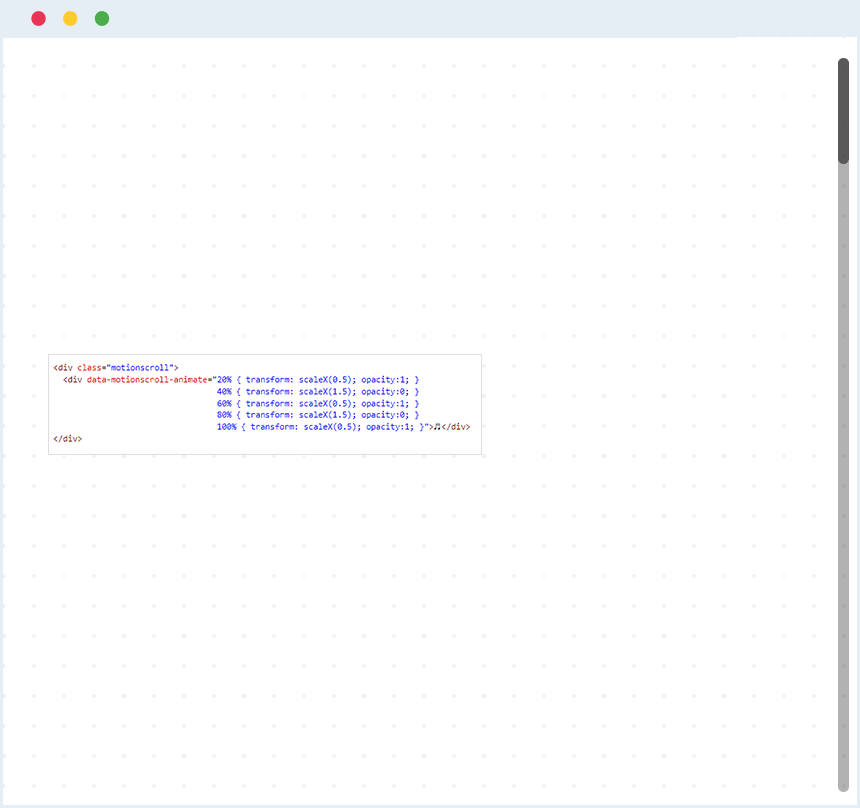 <div class="motionscroll">
<div data-motionscroll-animate="20% { transform: scaleX(0.5); opacity:1; }
40% { transform: scaleX(1.5); opacity:0; }
60% { transform: scaleX(0.5); opacity:1; }
80% { transform: scaleX(1.5); opacity:0; }
100% { transform: scaleX(0.5); opacity:1; }">♫</div>
</div>